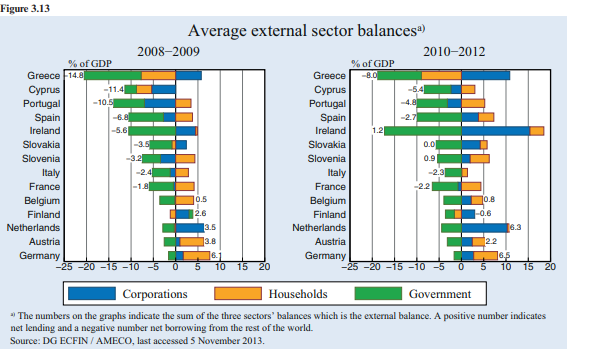 Figure 3.13
Average external sector balancesa)
2008–2009
2010–2012
% of GDP
Greece -14.8
Cyprus -11.4
Portugal -10.5
Spain -6.8
Ireland -5.6
Slovakia -3.5
Slovenia -3.2
Italy -2.4
France -1.8
Belgium 0.5
Finland 2.6
Netherlands 3.5
Austria 3.8
Germany 6.1
-25 -20 -15 -10 -5 0 5 10 15 20
% of GDP
Greece -8.0
Cyprus -5.4
Portugal -4.8
Spain -2.7
Ireland 1.2
Slovakia 0.0
Slovenia 0.9
Italy -2.3
France -2.2
Belgium 0.8
Finland -0.6
Netherlands 6.3
Austria 2.2
Germany 6.5
-25 -20 -15 -10 -5 0 5 10 15 20
Corporations Households Government
a) The numbers on the graphs indicate the sum of the three sectors' balances which is the external balance. A positive number indicates
net lending and a negative number net borrowing from the rest of the world.
Source: DG ECFIN / AMECO, last accessed 5 November 2013.